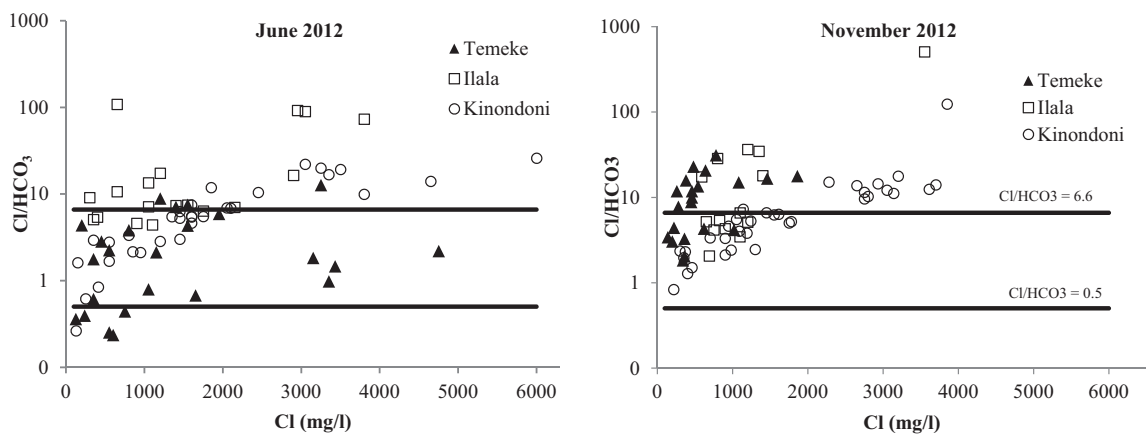 June 2012
Temeke
Ilala
Kinondoni
1000
100
10
1
0
Cl/HCO3
0 1000 2000 3000 4000 5000 6000
Cl (mg/l)
November 2012
Temeke
Ilala
Kinondoni
1000
100
10
1
0
Cl/HCO3
Cl/HCO3 = 6.6
Cl/HCO3 = 0.5
0 1000 2000 3000 4000 5000 6000
Cl (mg/l)